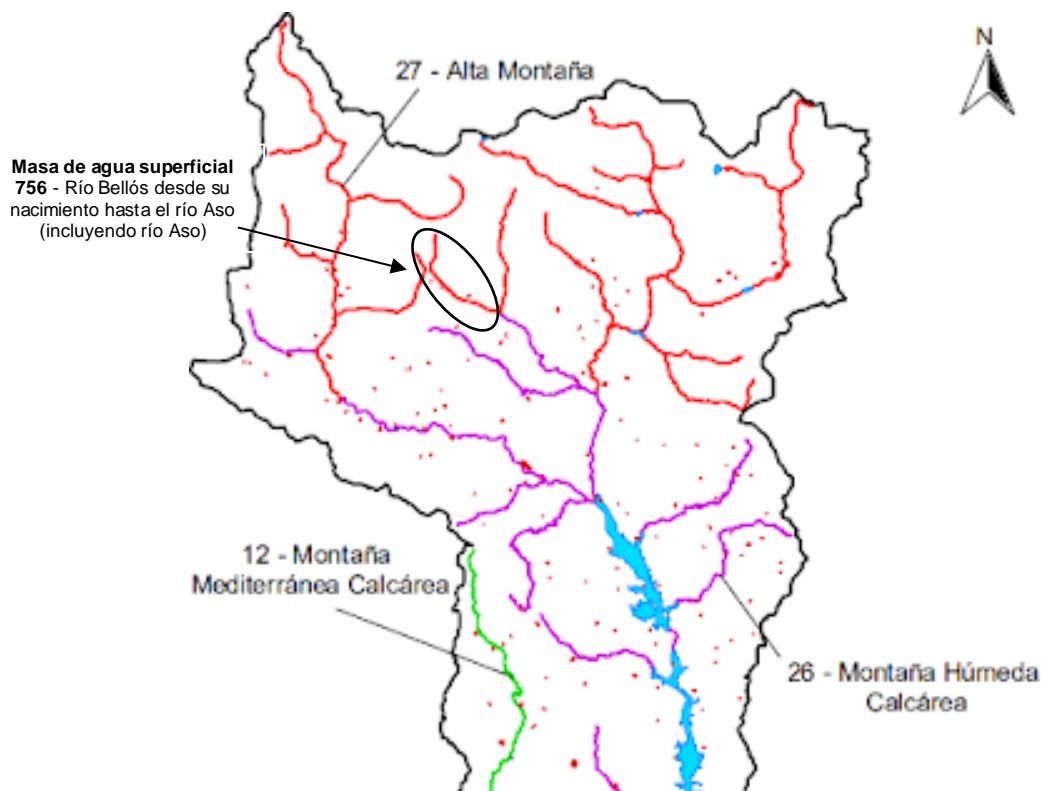 N
27 - Alta Montaña
Masa de agua superficial
756 - Río Bellós desde su
nacimiento hasta el río Aso
(incluyendo río Aso)
12 - Montaña
Mediterránea Calcárea
26 - Montaña Húmeda
Calcárea